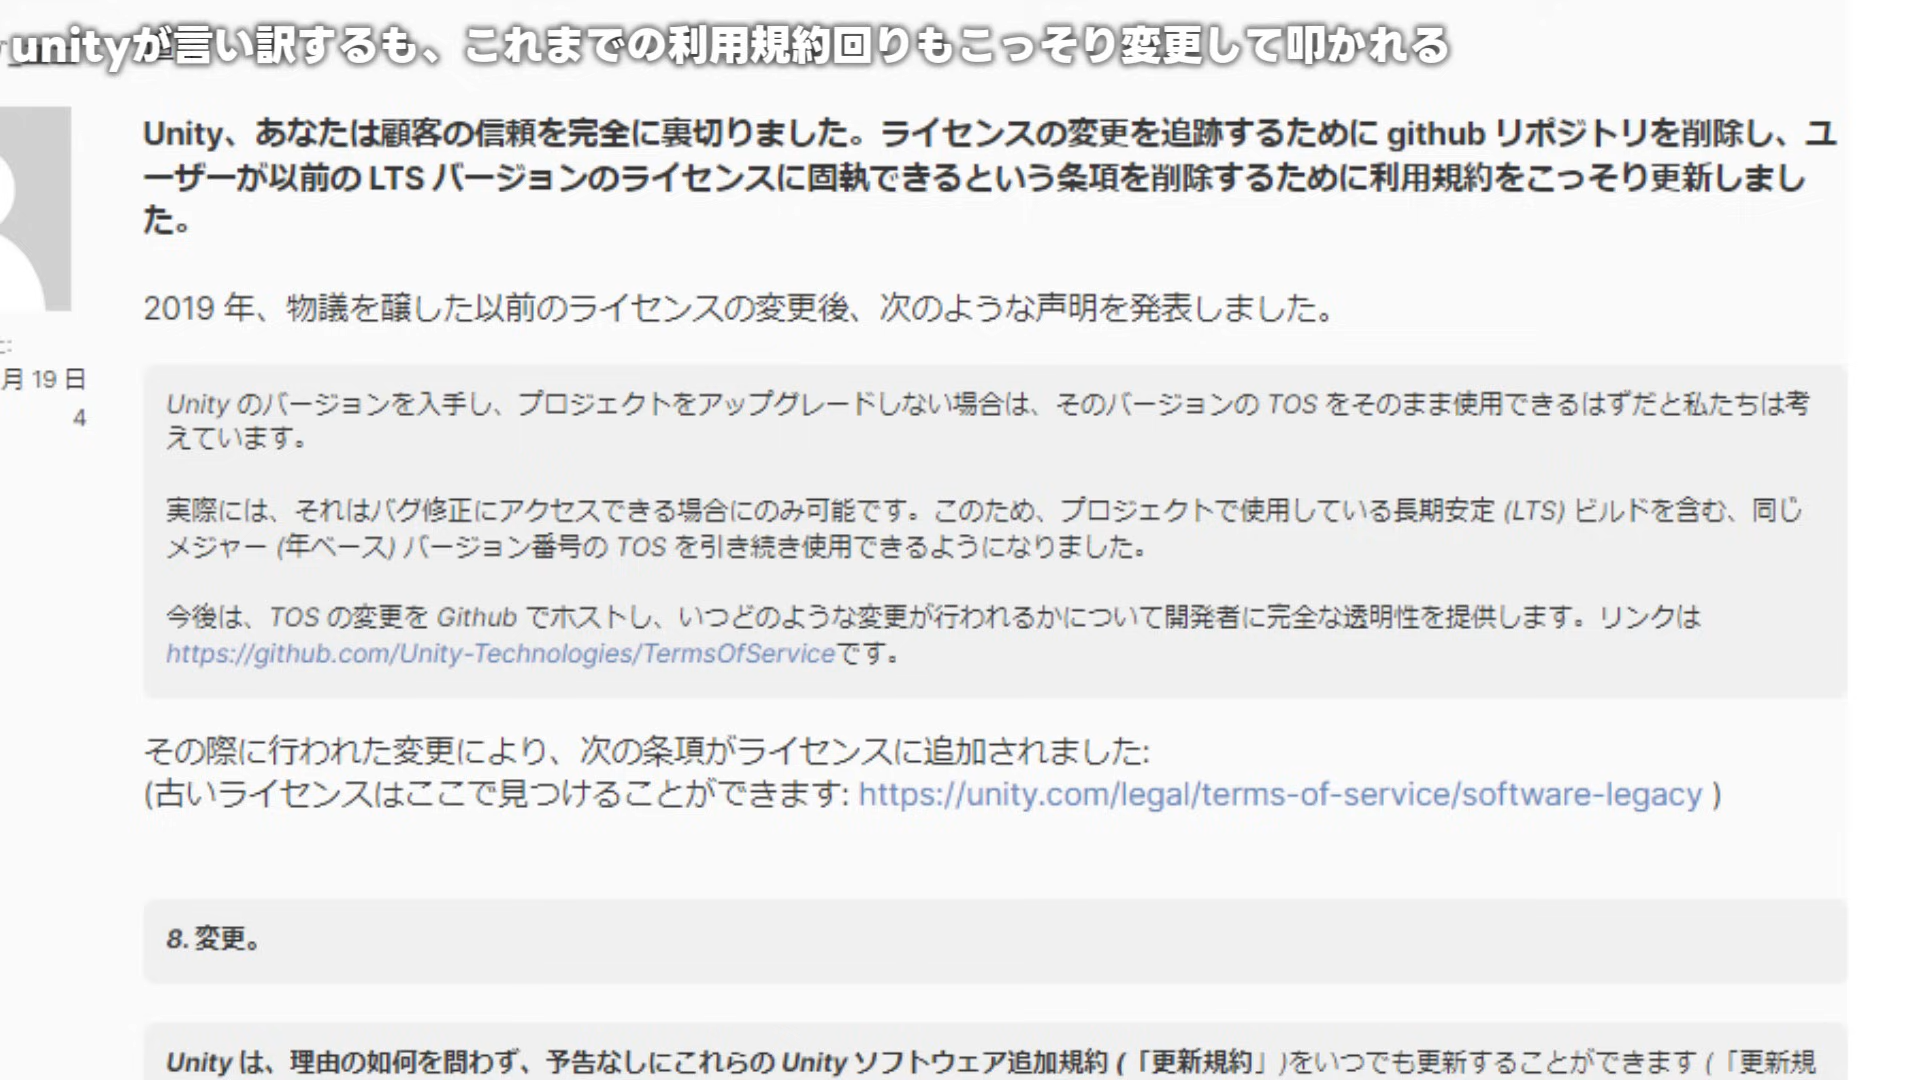 unityが言い訳するも、これまでの利用規約回りもこっそり変更して叩かれる
Unity、あなたは顧客の信頼を完全に裏切りました。ライセンスの変更を追跡するために github リポジトリを削除し、ユ
ーザーが以前の LTS バージョンのライセンスに固執できるという条項を削除するために利用規約をこっそり更新しまし
た。
2019 年、物議を醸した以前のライセンスの変更後、次のような声明を発表しました。
月 19 日
4
Unity のバージョンを入手し、プロジェクトをアップグレードしない場合は、そのバージョンの TOS をそのまま使用できるはずだと私たちは考
えています。
実際には、それはバグ修正にアクセスできる場合にのみ可能です。このため、プロジェクトで使用している長期安定 (LTS) ビルドを含む、同じ
メジャー (年ベース) バージョン番号の TOS を引き続き使用できるようになりました。
今後は、TOS の変更を Github でホストし、いつどのような変更が行われるかについて開発者に完全な透明性を提供します。リンクは
https://github.com/Unity-Technologies/TermsOfServiceです。
その際に行われた変更により、次の条項がライセンスに追加されました:
(古いライセンスはここで見つけることができます: https://unity.com/legal/terms-of-service/software-legacy )
8. 変更。
Unity は、理由の如何を問わず、予告なしにこれらの Unity ソフトウェア追加規約 (「更新規約」)をいつでも更新することができます (「更新規